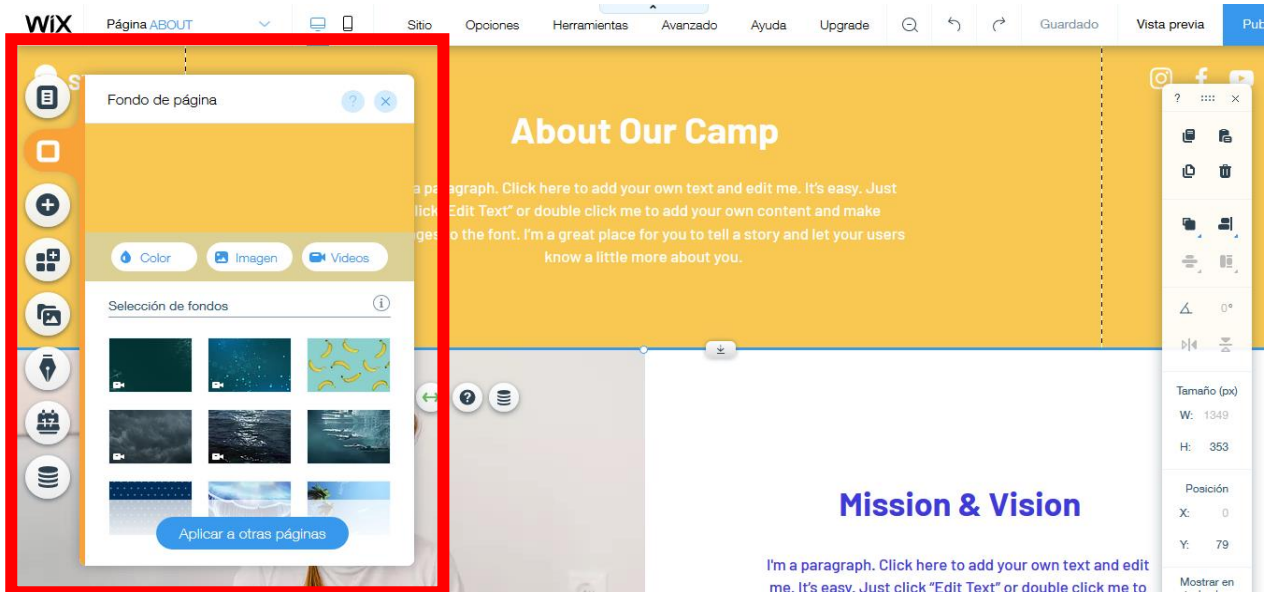 WiX Página ABOUT Sitio Opciones Herramientas Avanzado Ayuda Upgrade Guardado Vista previa Pub
S
Fondo de página ? ×
Color Imagen Videos
Selección de fondos i
Aplicar a otras páginas
17
About Our Camp
a paragraph. Click here to add your own text and edit me. It's easy. Just
lick “Edit Text” or double click me to add your own content and make
ges to the font. I'm a great place for you to tell a story and let your users
know a little more about you.
?
Mission & Vision
I'm a paragraph. Click here to add your own text and edit
me. It's easy. Just click “Edit Text” or double click me to
? ×
0°
Tamaño (px)
W: 1349
H: 353
Posición
X: 0
Y: 79
Mostrar en